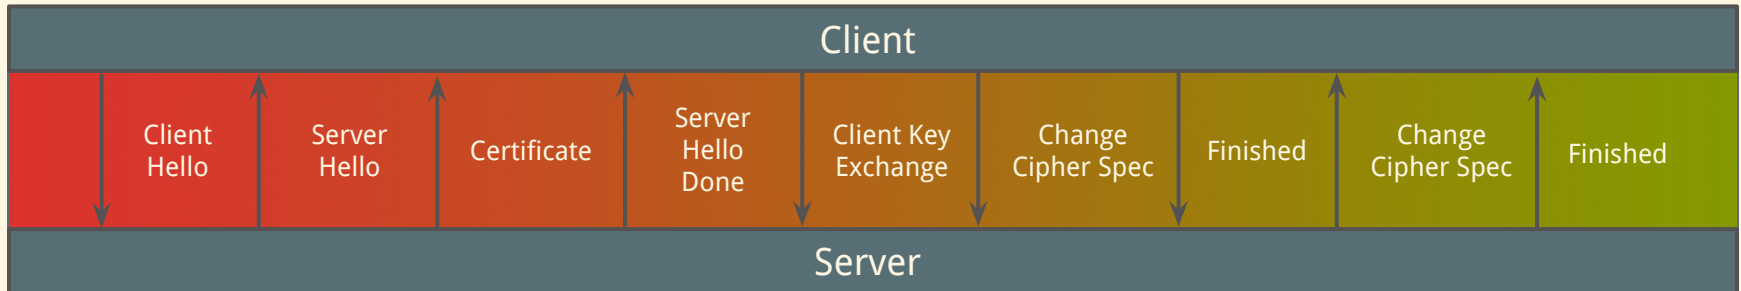 Client
Client
Hello
Server
Hello
Certificate
Server
Hello
Done
Client Key
Exchange
Change
Cipher Spec
Finished
Change
Cipher Spec
Finished
Server